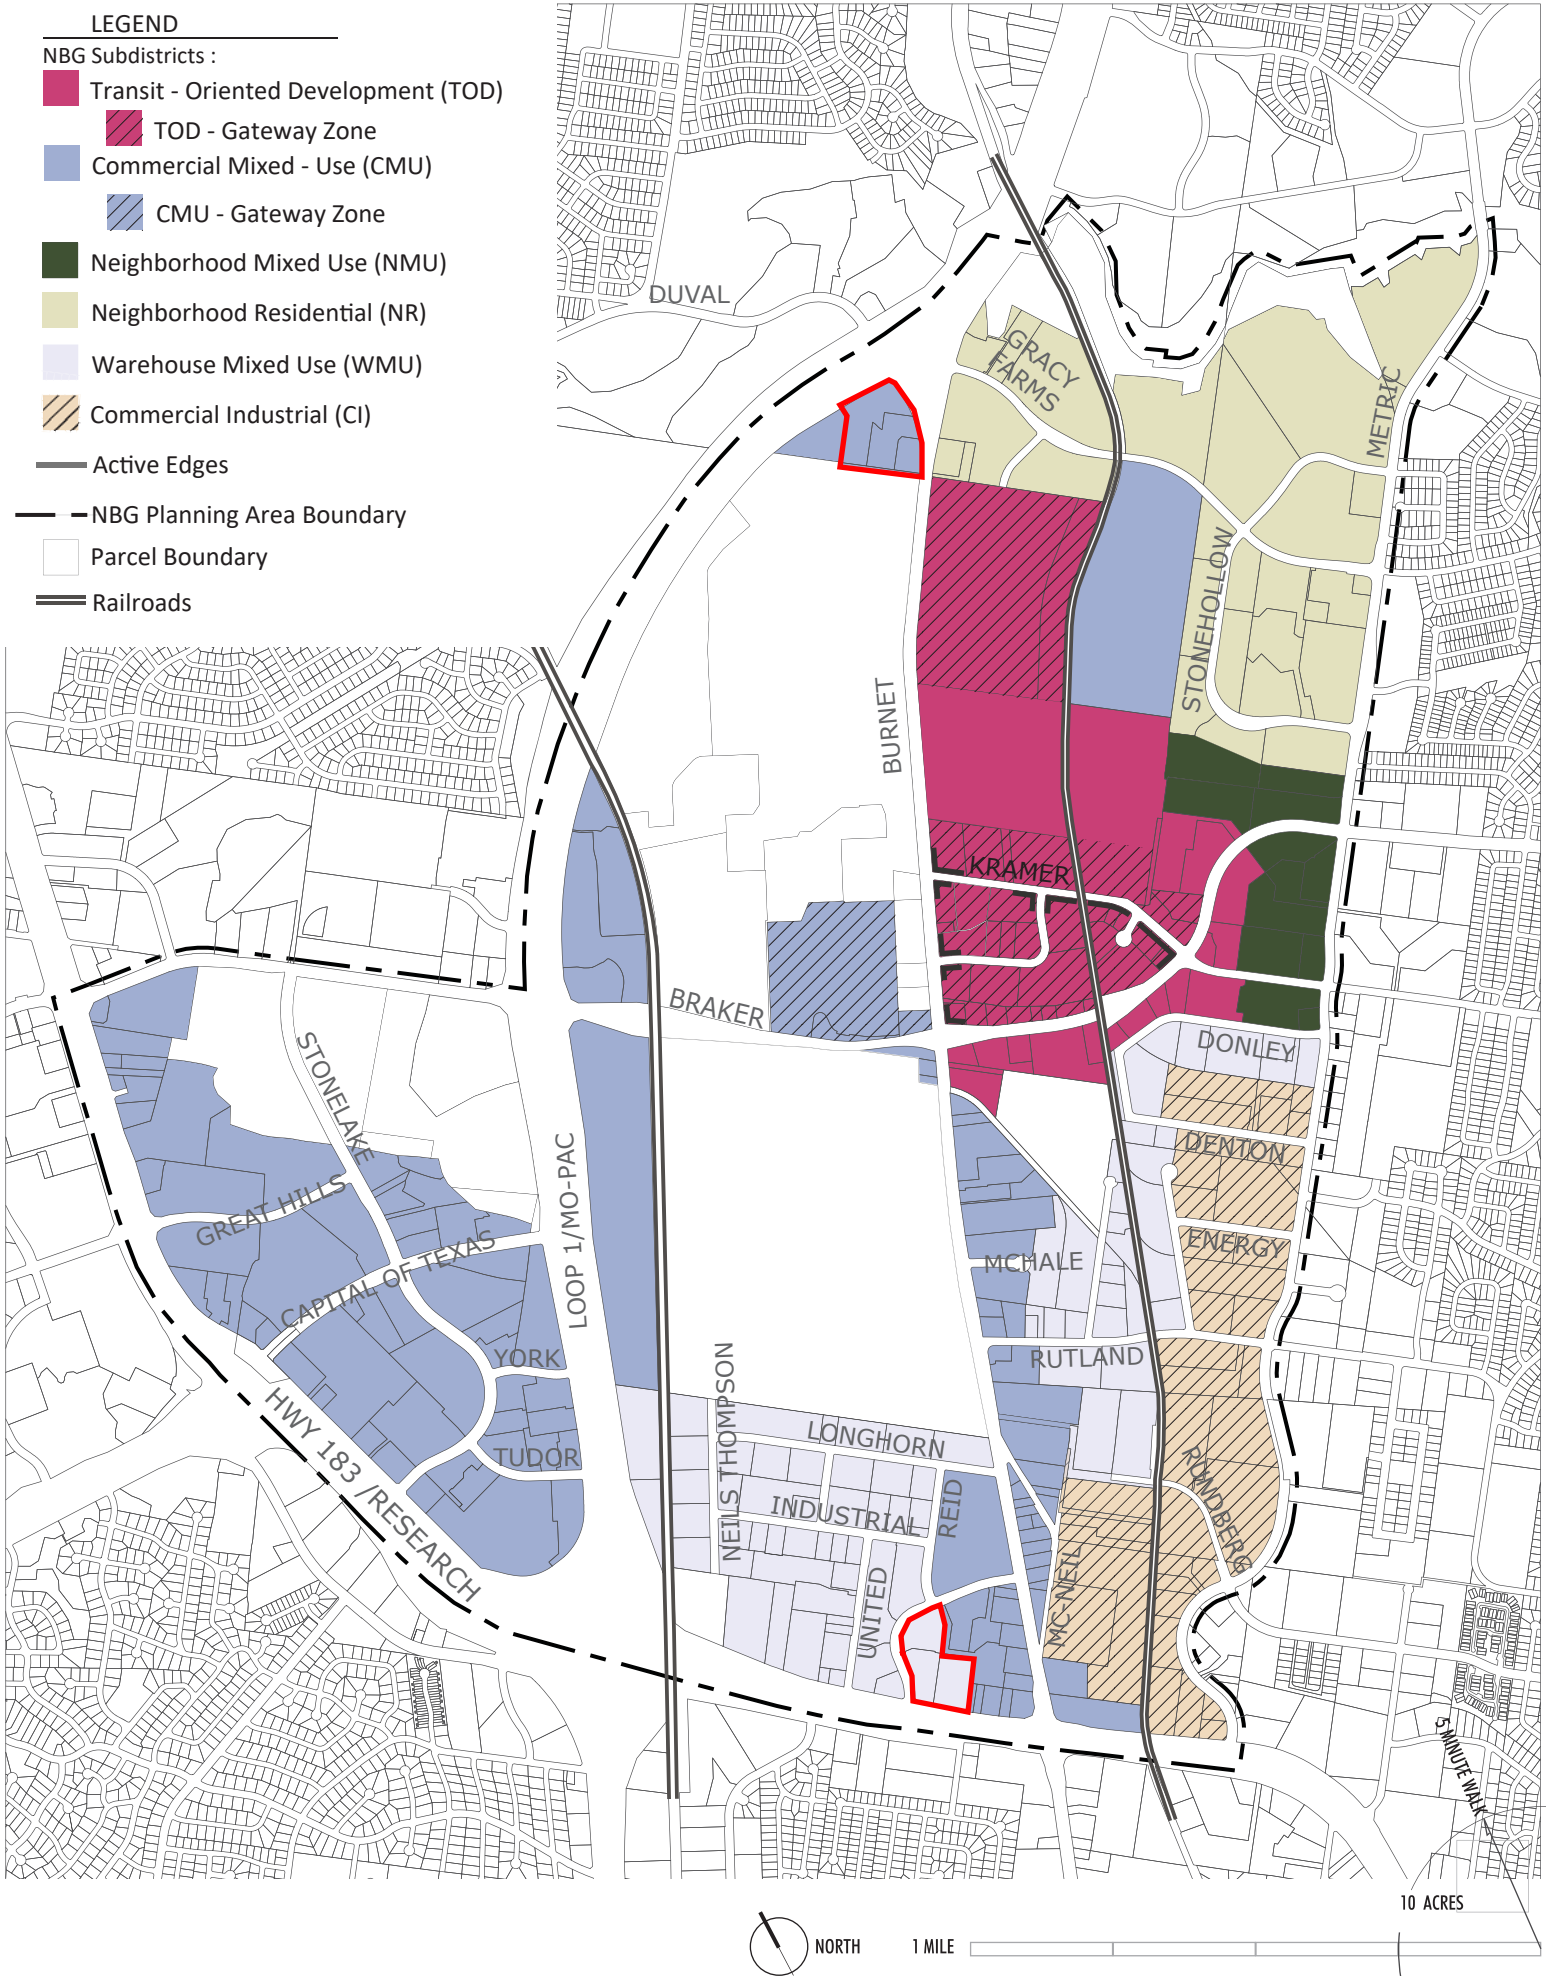 LEGEND
NBG Subdistricts :
Transit - Oriented Development (TOD)
TOD - Gateway Zone
Commercial Mixed - Use (CMU)
CMU - Gateway Zone
Neighborhood Mixed Use (NMU)
Neighborhood Residential (NR)
Warehouse Mixed Use (WMU)
Commercial Industrial (CI)
Active Edges
NBG Planning Area Boundary
Parcel Boundary
Railroads
DUVAL
GRACY
FARMS
METRIC
STONEHOLLOW
BURNET
KRAMER
BRAKER
DONLEY
STONELAKE
DENTON
GREAT HILLS
CAPITAL OF TEXAS
LOOP 1/MO-PAC
ENERGY
MCHALE
YORK
RUTLAND
HWY 183 /RESEARCH
TUDOR
NEILS THOMPSON
LONGHORN
INDUSTRIAL
REID
RUNDBERG
UNITED
MC NEIL
5 MINUTE WALK
10 ACRES
NORTH
1 MILE